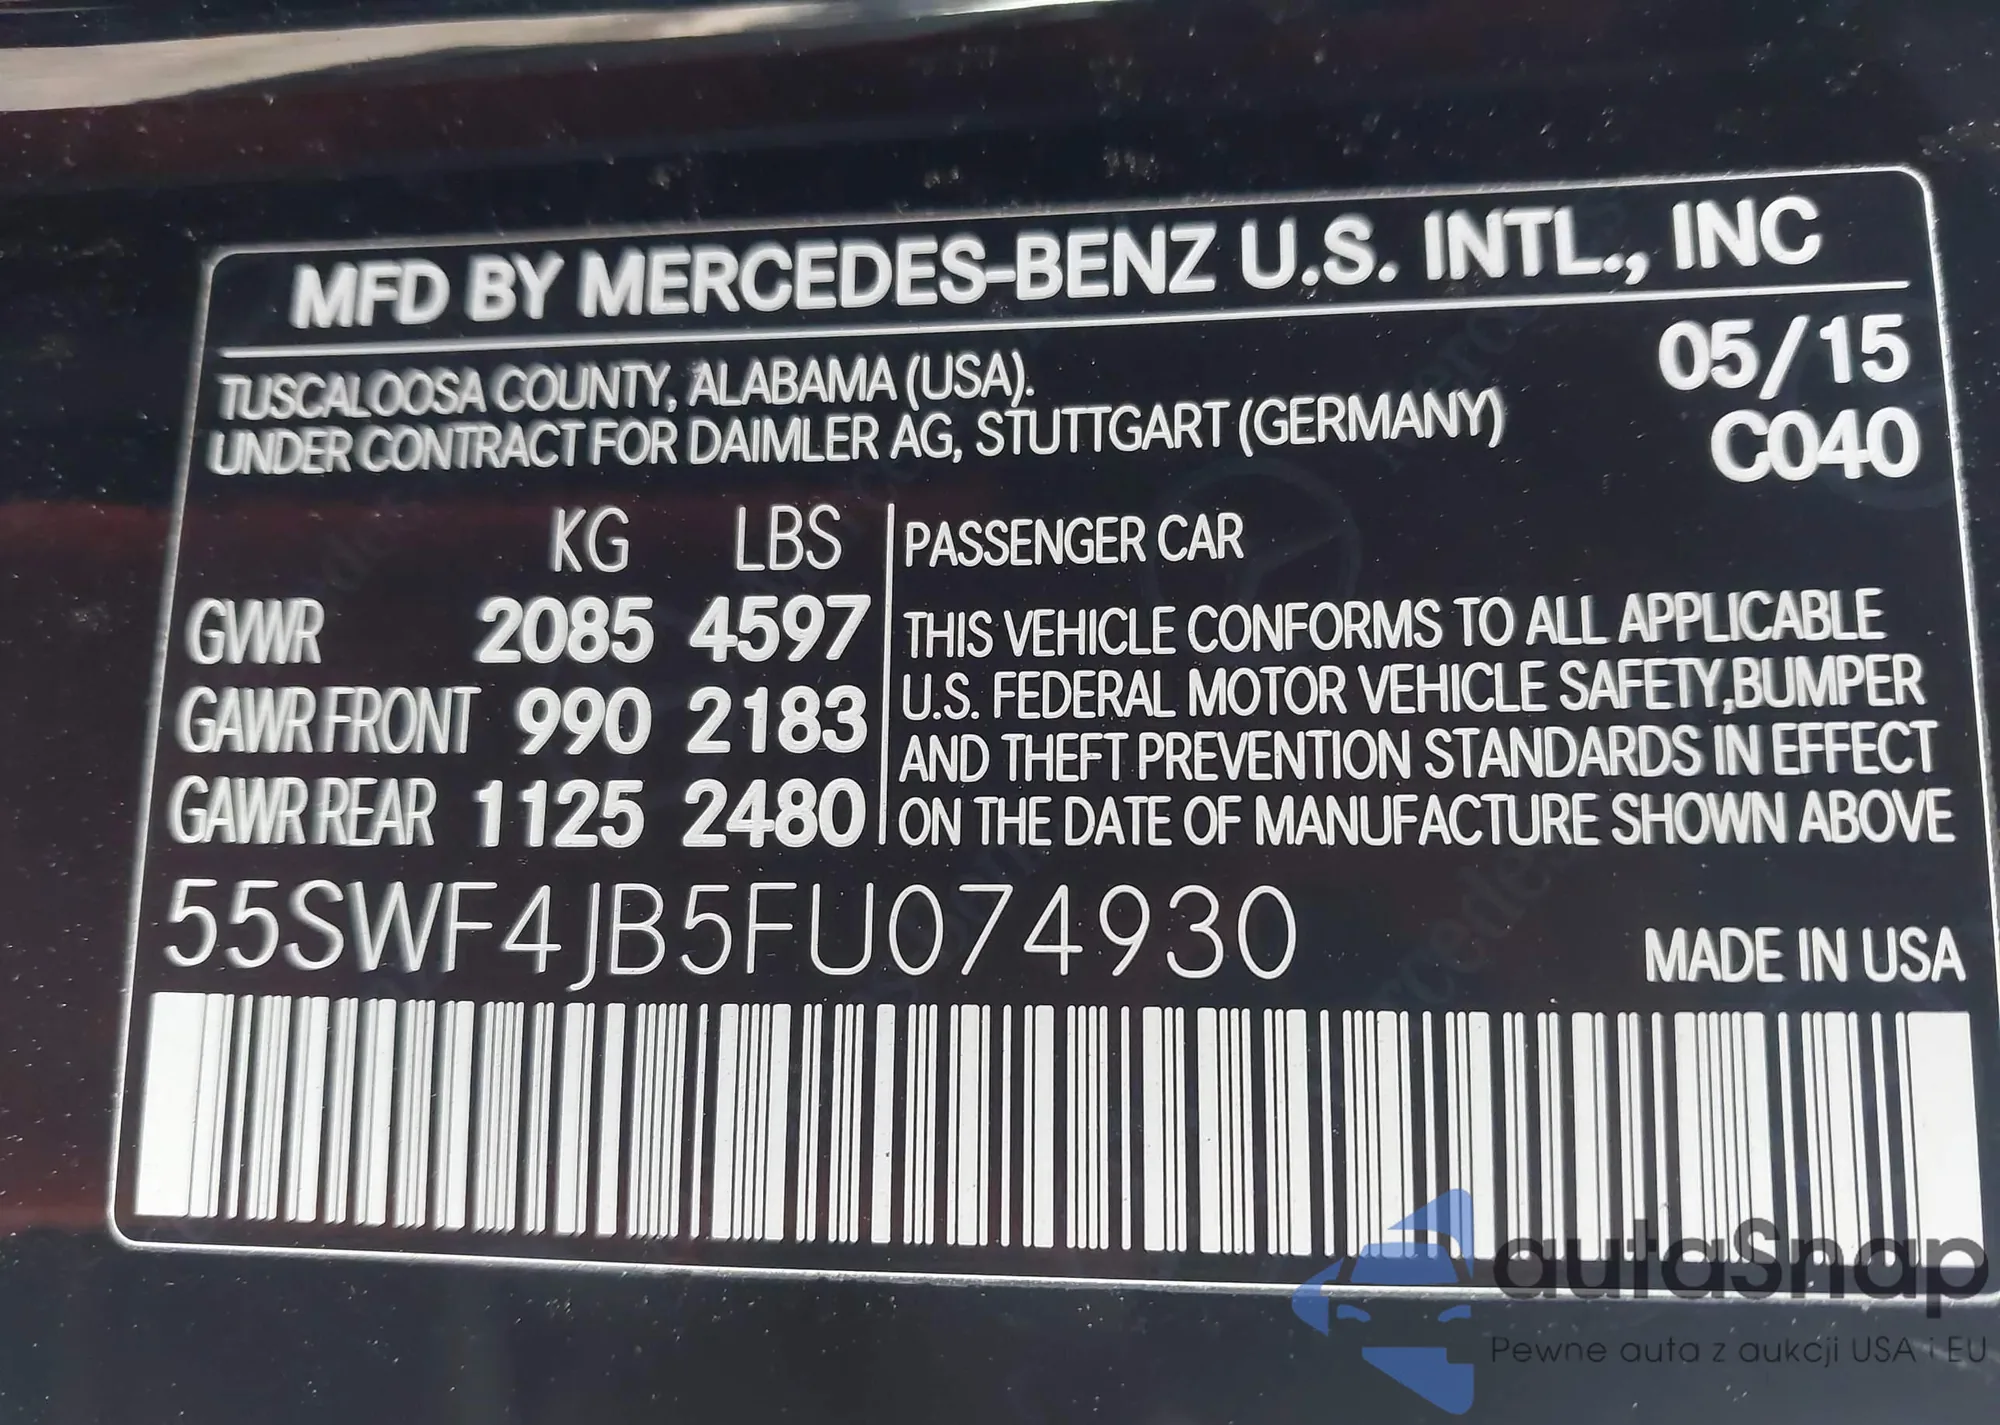 MFD BY MERCEDES-BENZ U.S. INTL., INC
TUSCALOOSA COUNTY, ALABAMA (USA).
UNDER CONTRACT FOR DAIMLER AG, STUTTGART (GERMANY)
05/15
C040
KG LBS
GVWR 2085 4597
GAWR FRONT 990 2183
GAWR REAR 1125 2480
PASSENGER CAR
THIS VEHICLE CONFORMS TO ALL APPLICABLE
U.S. FEDERAL MOTOR VEHICLE SAFETY,BUMPER
AND THEFT PREVENTION STANDARDS IN EFFECT
ON THE DATE OF MANUFACTURE SHOWN ABOVE
55SWF4JB5FU074930
MADE IN USA
autaSnap
Pewne auta z aukcji USA i EU